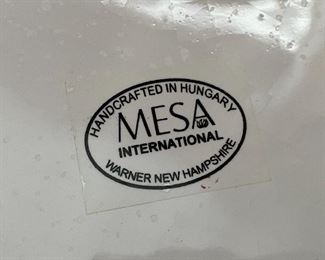 HANDCRAFTED IN HUNGARY
MESA
INTERNATIONAL
WARNER NEW HAMPSHIRE